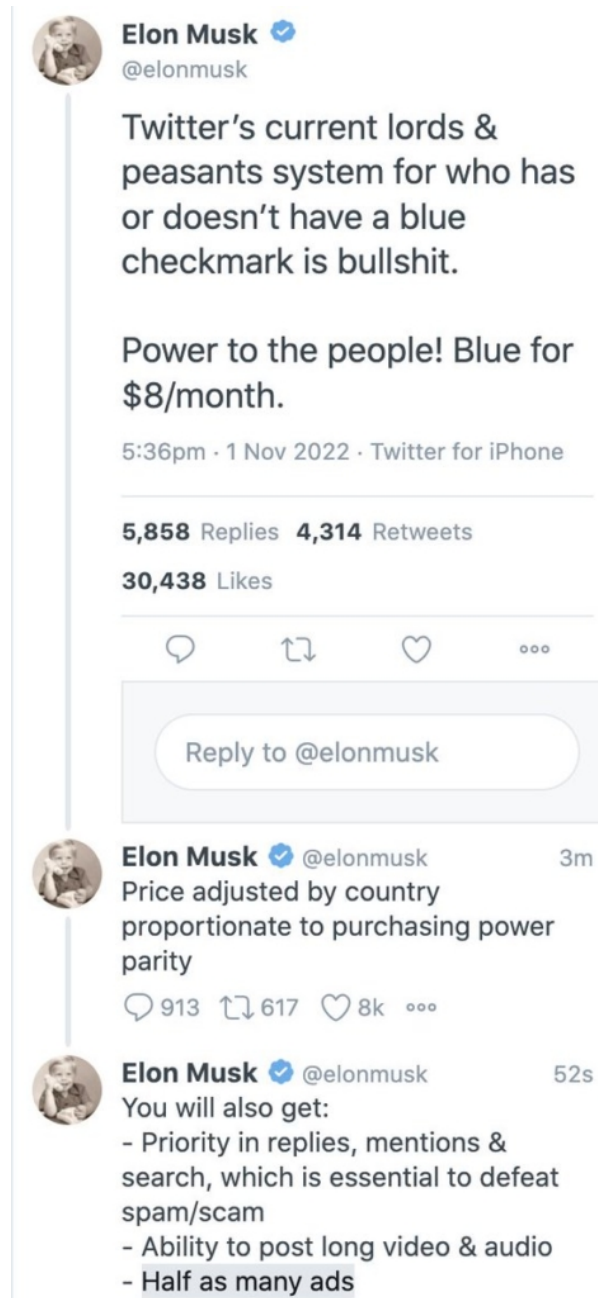 Elon Musk
@elonmusk
Twitter's current lords &
peasants system for who has
or doesn't have a blue
checkmark is bullshit.
Power to the people! Blue for
$8/month.
5:36pm · 1 Nov 2022 · Twitter for iPhone
5,858 Replies 4,314 Retweets
30,438 Likes
Reply to @elonmusk
Elon Musk @elonmusk 3m
Price adjusted by country
proportionate to purchasing power
parity
913 617 8k
Elon Musk @elonmusk 52s
You will also get:
- Priority in replies, mentions &
search, which is essential to defeat
spam/scam
- Ability to post long video & audio
- Half as many ads